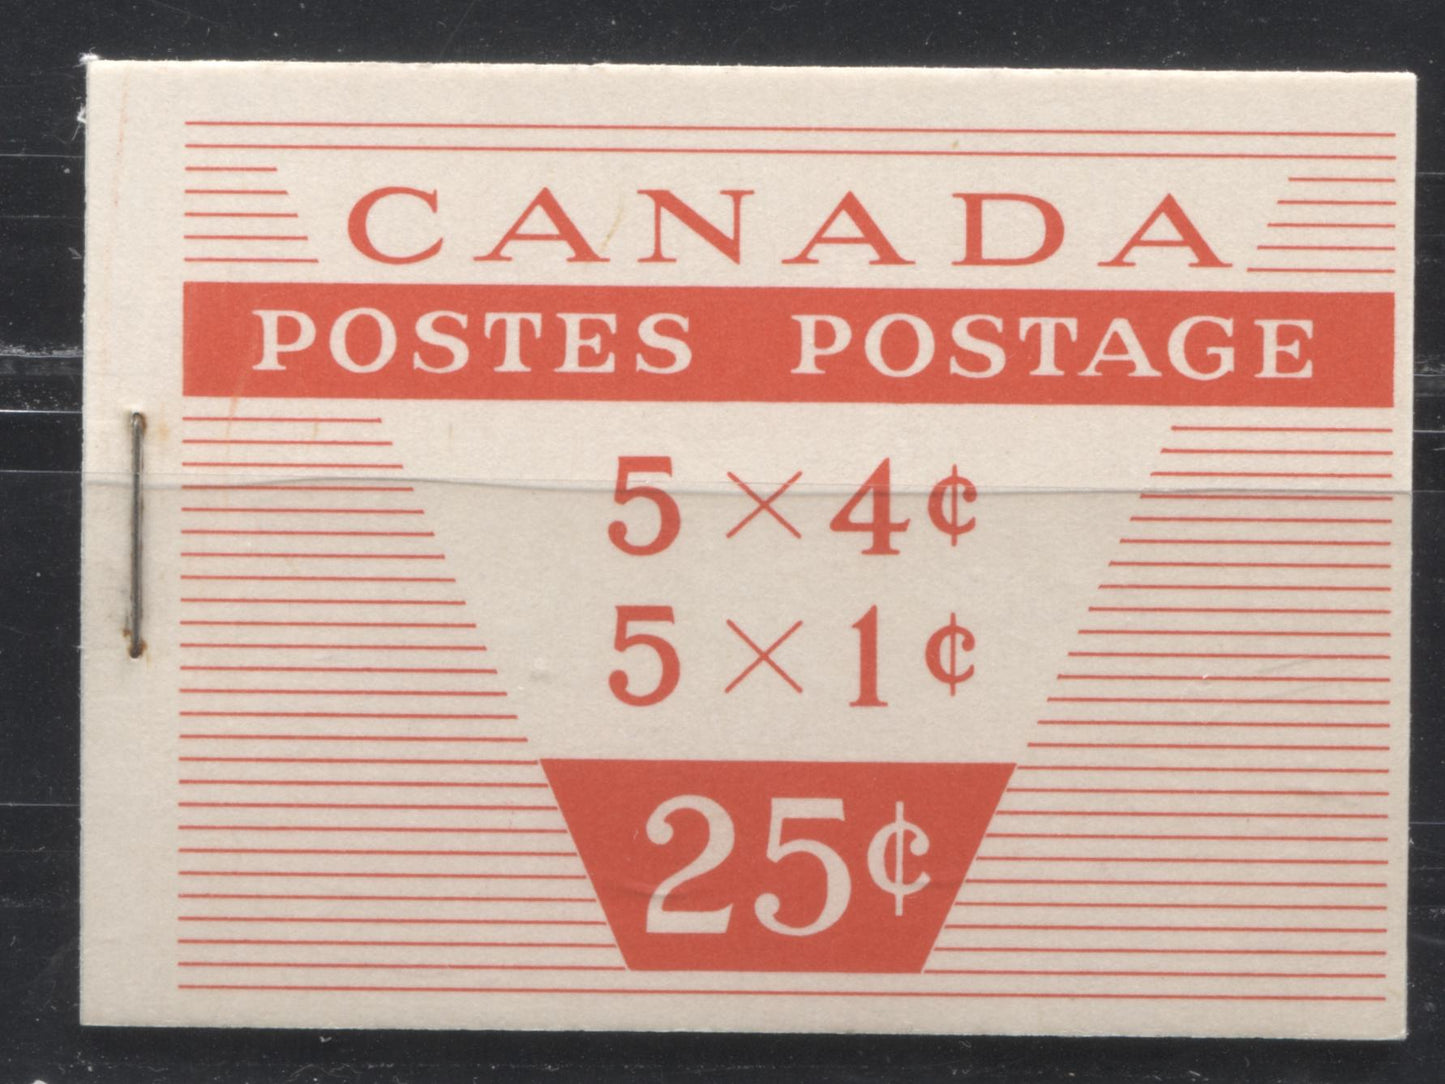 CANADA
POSTES POSTAGE
5 × 4¢
5 × 1¢
25¢